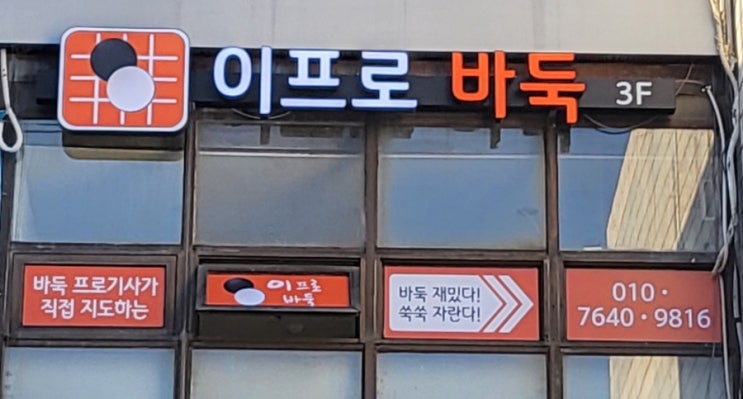 이프로 바둑 3F
바둑 프로기사가
직접 지도하는
이프로
바둑
바둑 재밌다!
쑥쑥 자란다!
010 ·
7640 · 9816